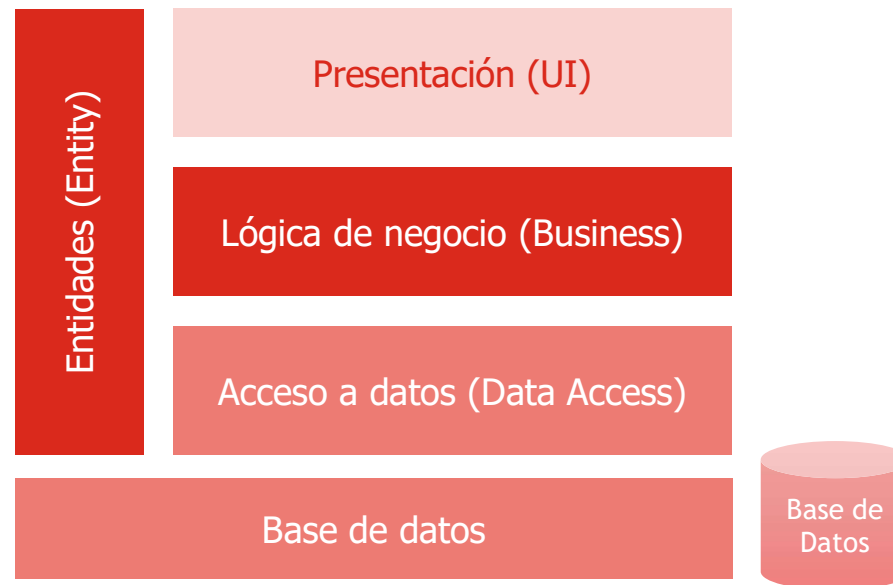 Entidades (Entity)
Presentación (UI)
Lógica de negocio (Business)
Acceso a datos (Data Access)
Base de datos
Base de
Datos